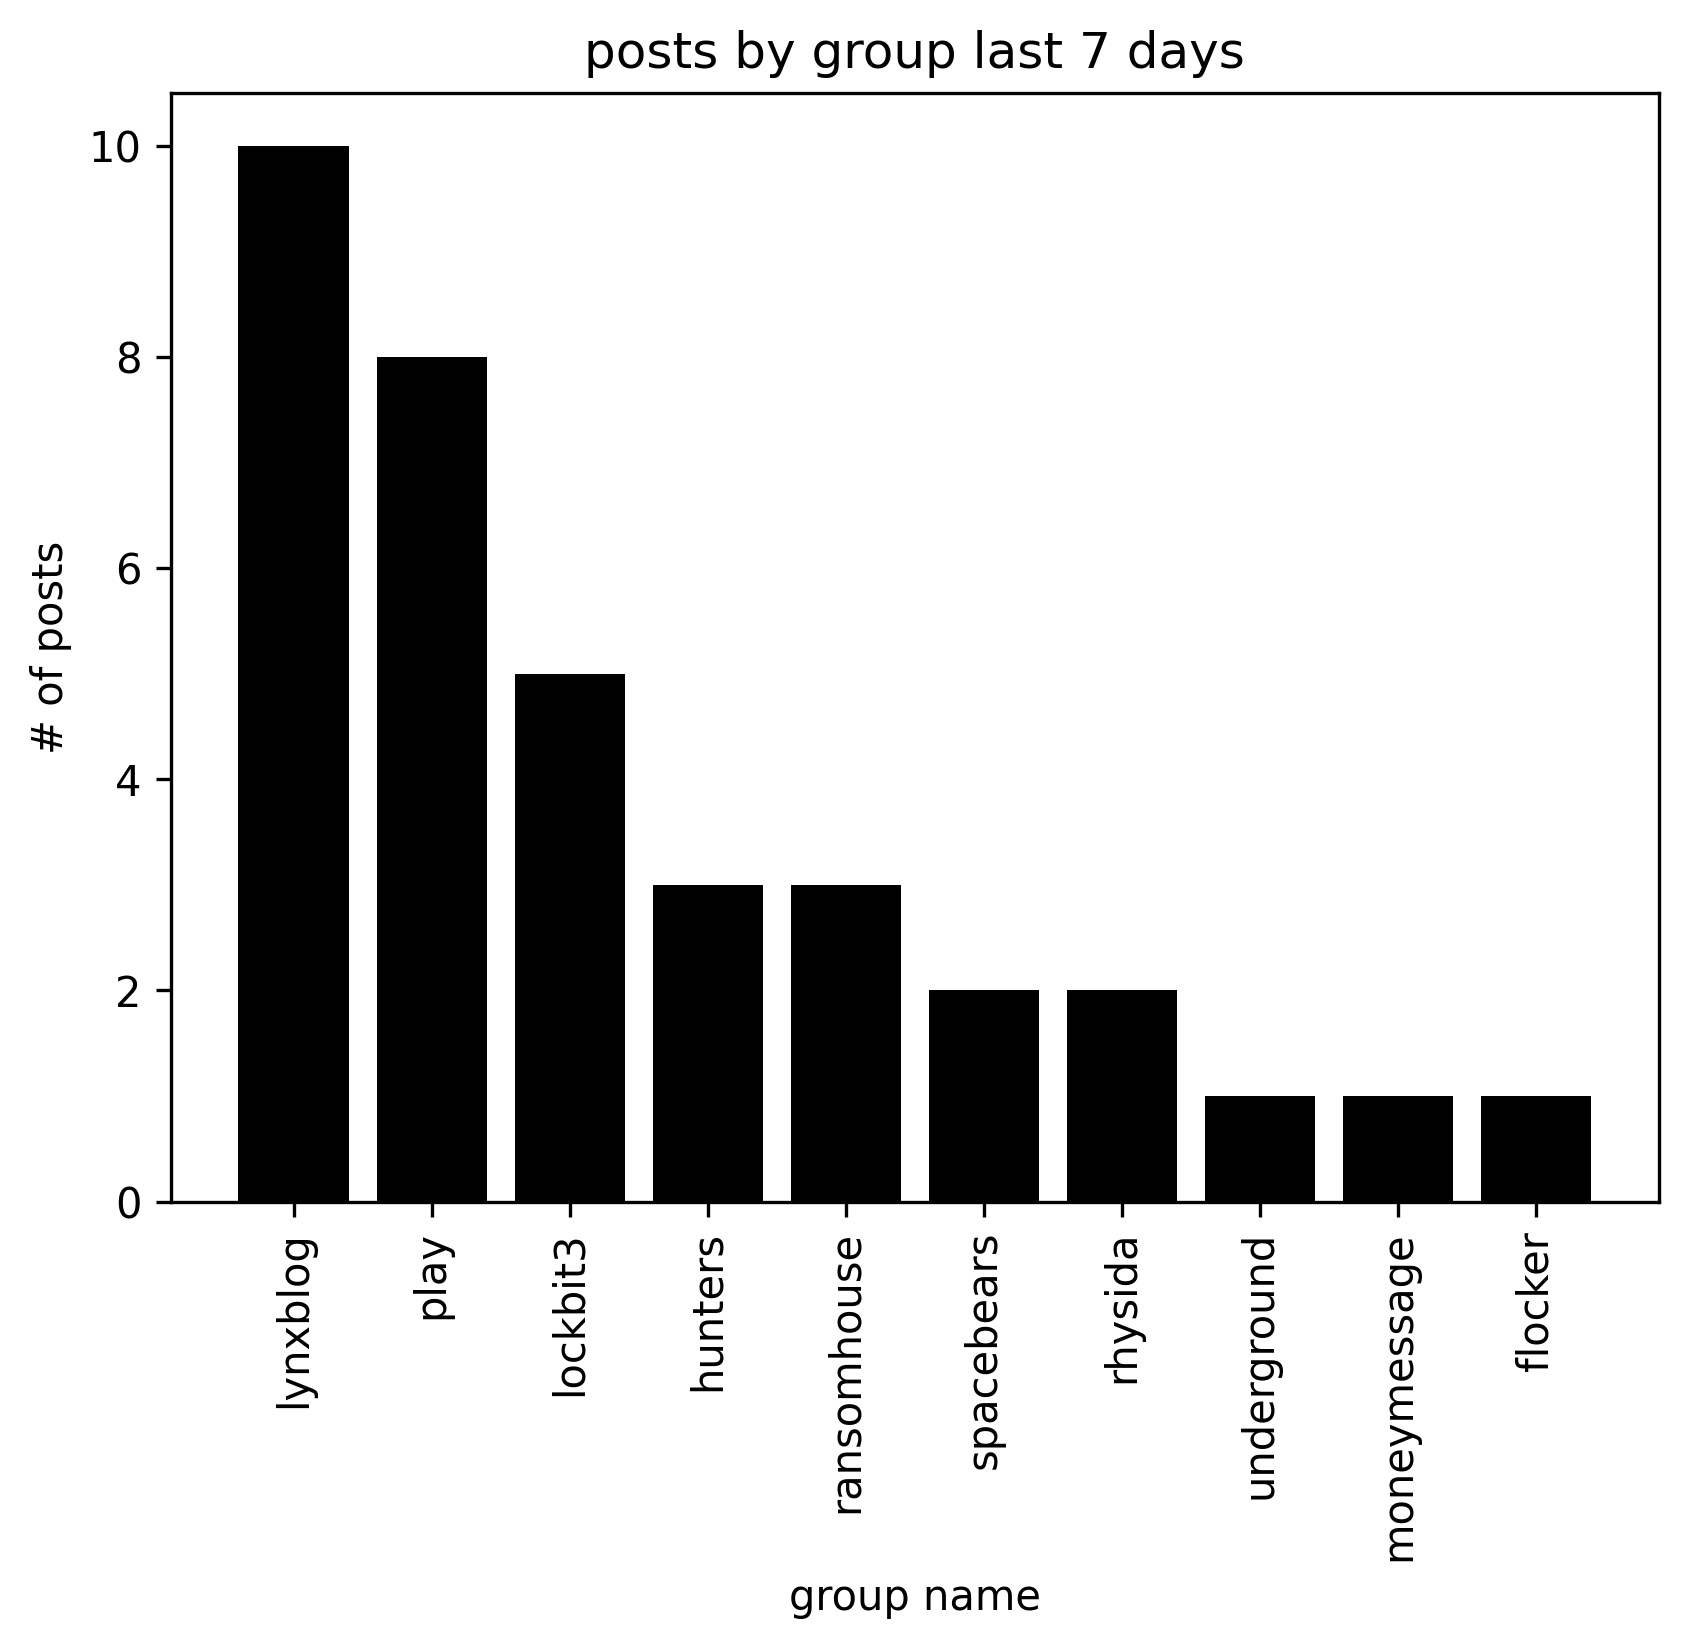 posts by group last 7 days
# of posts
10
8
6
4
2
0
lynxblog
play
lockbit3
hunters
ransomhouse
spacebears
rhysida
underground
moneymessage
flocker
group name